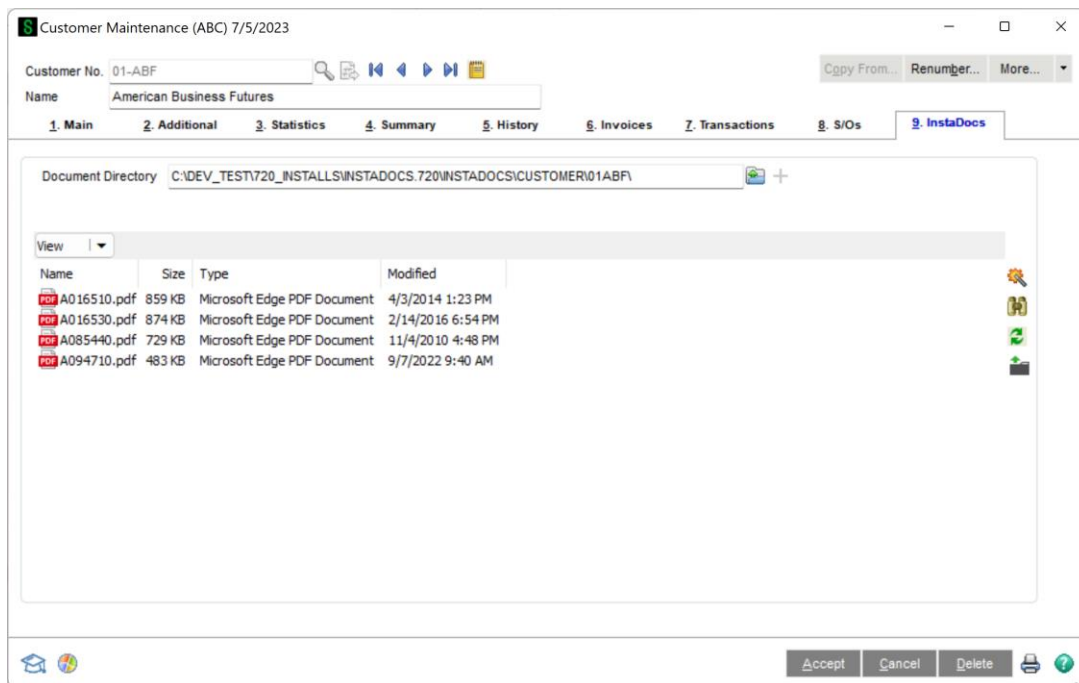 S Customer Maintenance (ABC) 7/5/2023
Customer No. 01-ABF Copy From... Renumber... More...
Name American Business Futures
1. Main 2. Additional 3. Statistics 4. Summary 5. History 6. Invoices 7. Transactions 8. S/Os 9. InstaDocs
Document Directory C:\DEV_TEST\720_INSTALLS\INSTADOCS.720\INSTADOCS\CUSTOMER\01ABF\
View
Name Size Type Modified
PDF A016510.pdf 859 KB Microsoft Edge PDF Document 4/3/2014 1:23 PM
PDF A016530.pdf 874 KB Microsoft Edge PDF Document 2/14/2016 6:54 PM
PDF A085440.pdf 729 KB Microsoft Edge PDF Document 11/4/2010 4:48 PM
PDF A094710.pdf 483 KB Microsoft Edge PDF Document 9/7/2022 9:40 AM
Accept Cancel Delete ?